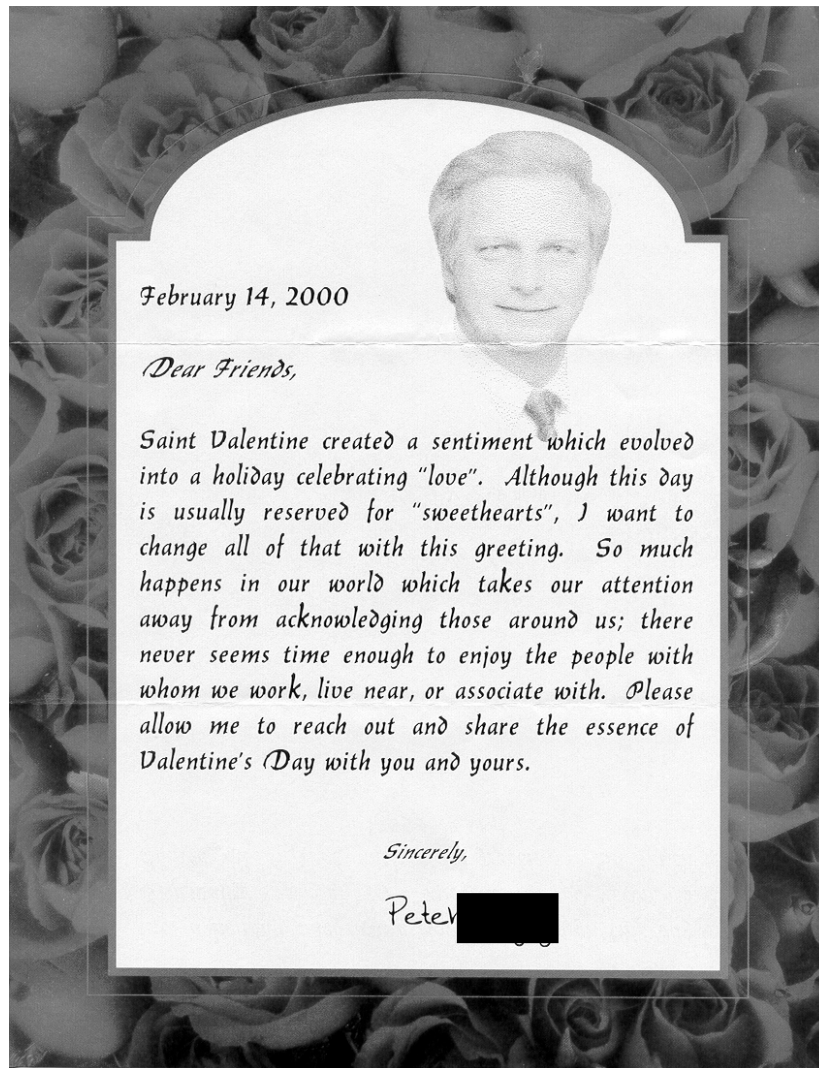 February 14, 2000
Dear Friends,
Saint Valentine created a sentiment which evolved
into a holiday celebrating "love". Although this day
is usually reserved for "sweethearts", I want to
change all of that with this greeting. So much
happens in our world which takes our attention
away from acknowledging those around us; there
never seems time enough to enjoy the people with
whom we work, live near, or associate with. Please
allow me to reach out and share the essence of
Valentine's Day with you and yours.
Sincerely,
Peter